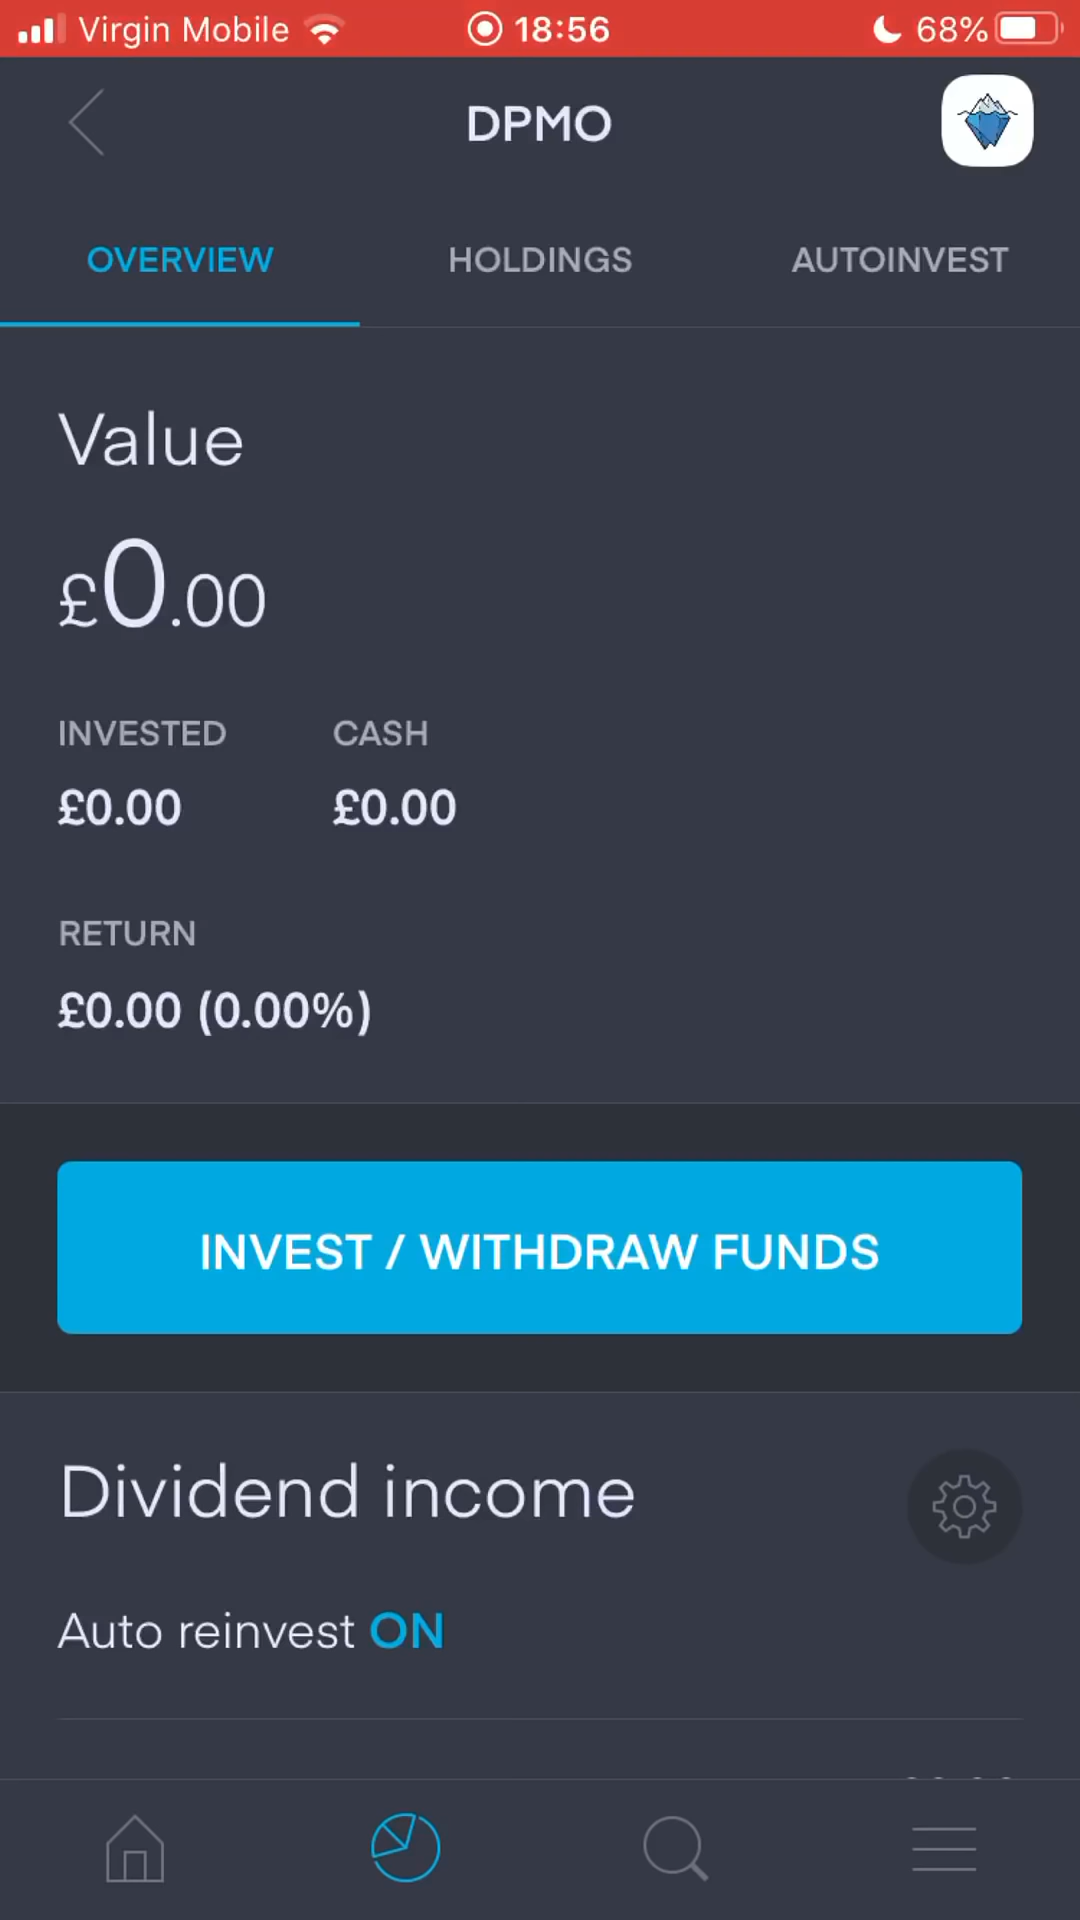 Virgin Mobile 18:56 68%
DPMO
OVERVIEW HOLDINGS AUTOINVEST
Value
£0.00
INVESTED CASH
£0.00 £0.00
RETURN
£0.00 (0.00%)
INVEST / WITHDRAW FUNDS
Dividend income
Auto reinvest ON